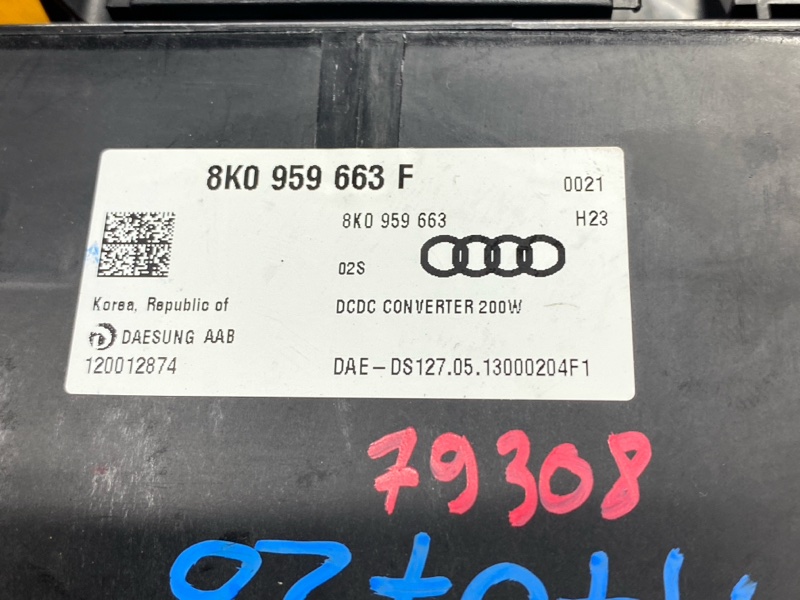 8K0 959 663 F
0021
8K0 959 663
H23
02S
Korea, Republic of
DCDC CONVERTER 200W
DAESUNG AAB
120012874
DAE-DS127.05.13000204F1
79308